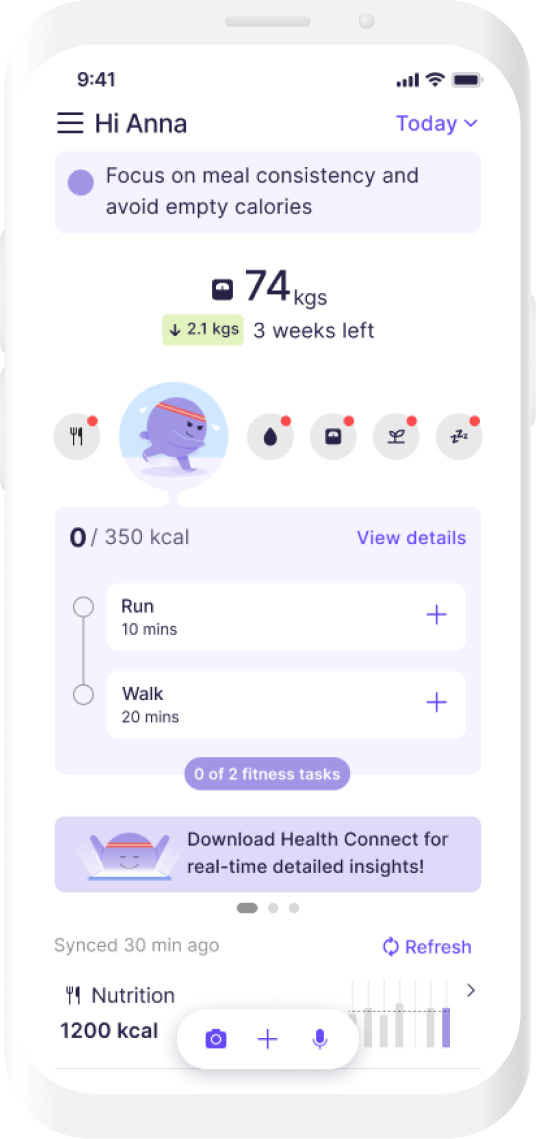 9:41
Hi Anna
Today
Focus on meal consistency and
avoid empty calories
74 kgs
2.1 kgs 3 weeks left
0 / 350 kcal
View details
Run
10 mins
Walk
20 mins
0 of 2 fitness tasks
Download Health Connect for
real-time detailed insights!
Synced 30 min ago
Refresh
Nutrition
1200 kcal